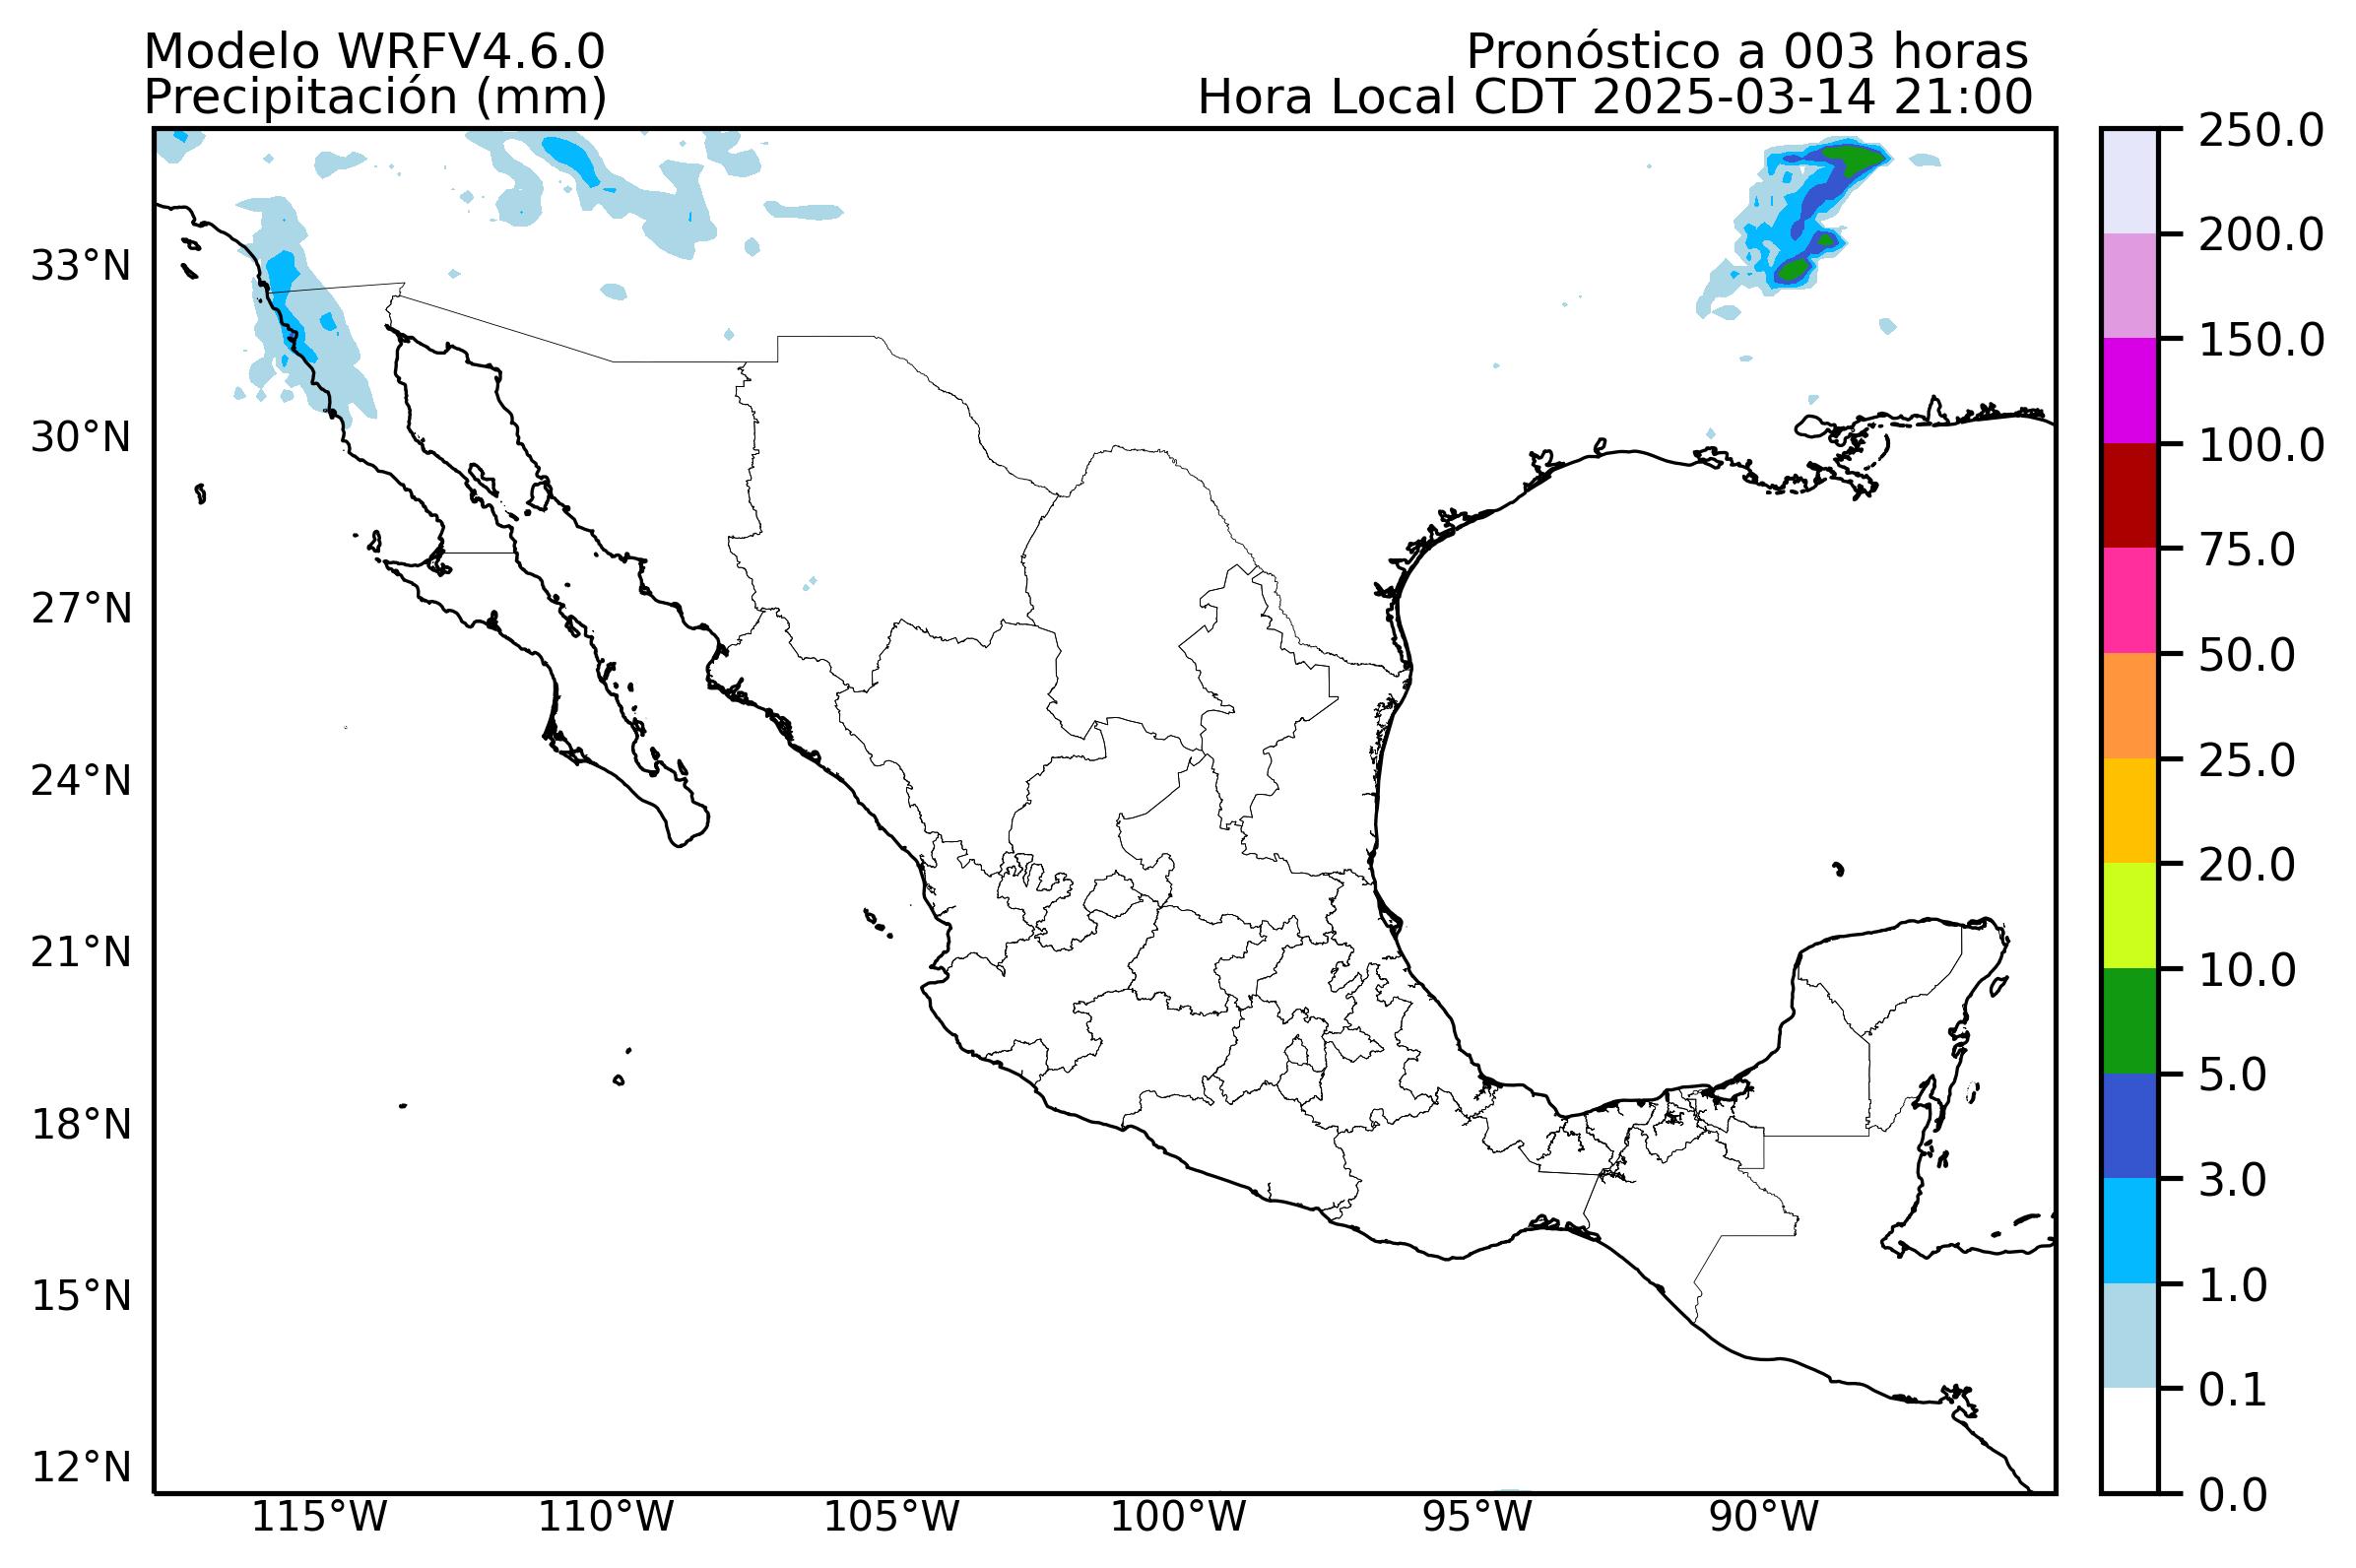 Modelo WRFV4.6.0
Precipitación (mm)
Pronóstico a 003 horas
Hora Local CDT 2025-03-14 21:00
33°N
30°N
27°N
24°N
21°N
18°N
15°N
12°N
115°W
110°W
105°W
100°W
95°W
90°W
250.0
200.0
150.0
100.0
75.0
50.0
25.0
20.0
10.0
5.0
3.0
1.0
0.1
0.0